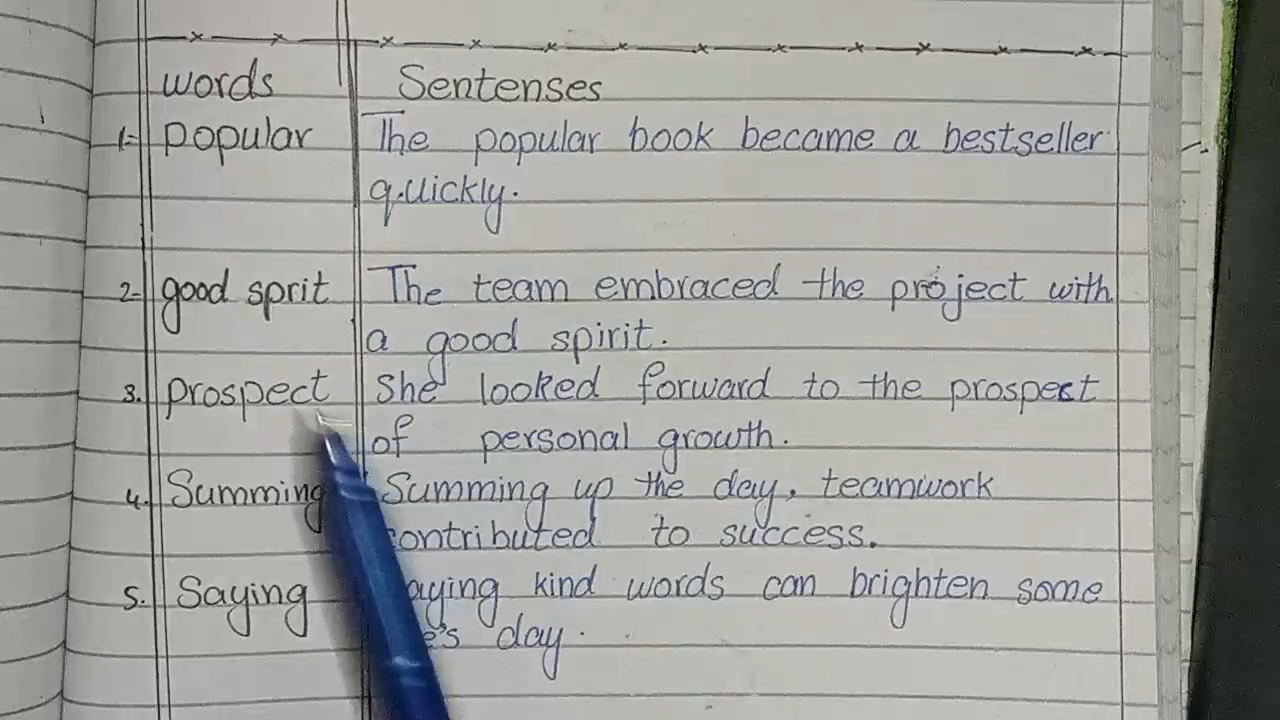 words Sentenses
1- popular The popular book became a bestseller
quickly.
2- good sprit The team embraced the project with
a good spirit.
3. prospect She looked forward to the prospect
of personal growth.
4. Summing Summing up the day, teamwork
ontributed to success.
5. Saying aying kind words can brighten some
e's day.